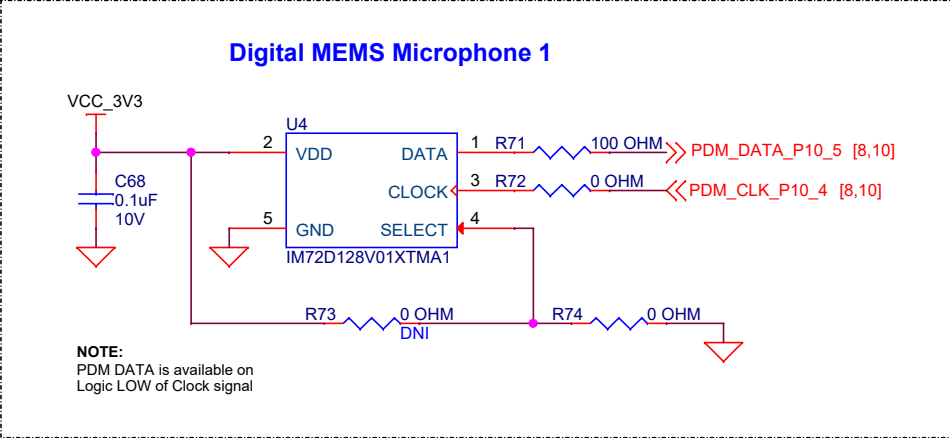 Digital MEMS Microphone 1
VCC_3V3
U4
2
VDD
DATA
1
R71
100 OHM
PDM_DATA_P10_5 [8,10]
C68
0.1uF
10V
CLOCK
3
R72
0 OHM
PDM_CLK_P10_4 [8,10]
5
GND
SELECT
4
IM72D128V01XTMA1
R73
0 OHM
DNI
R74
0 OHM
NOTE:
PDM DATA is available on
Logic LOW of Clock signal